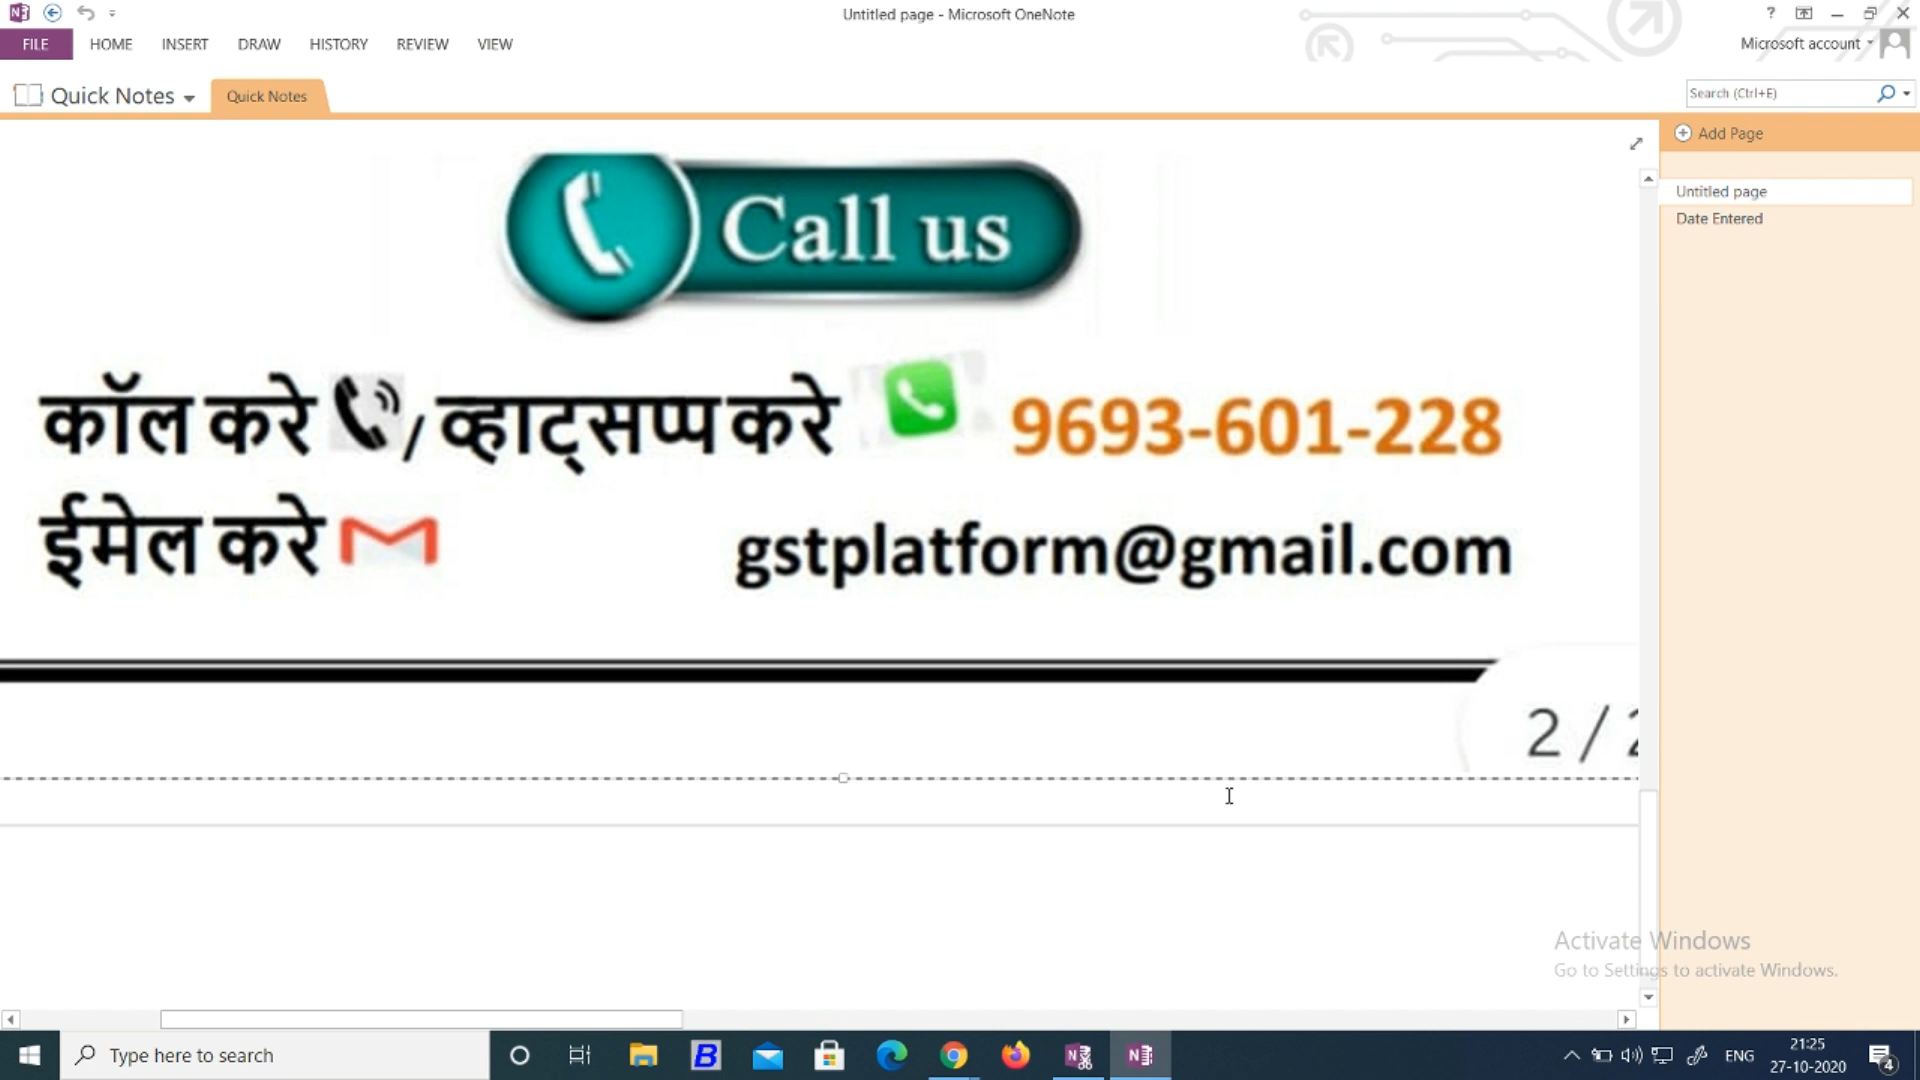 Untitled page - Microsoft OneNote
?
FILE HOME INSERT DRAW HISTORY REVIEW VIEW
Microsoft account
Quick Notes
Quick Notes
Search (Ctrl+E)
Add Page
Untitled page
Date Entered
Call us
कॉल करे / व्हाट्सप्प करे 9693-601-228
ईमेल करे gstplatform@gmail.com
2 / 2
Activate Windows
Go to Settings to activate Windows.
Type here to search
B
N
N
ENG
21:25
27-10-2020
4